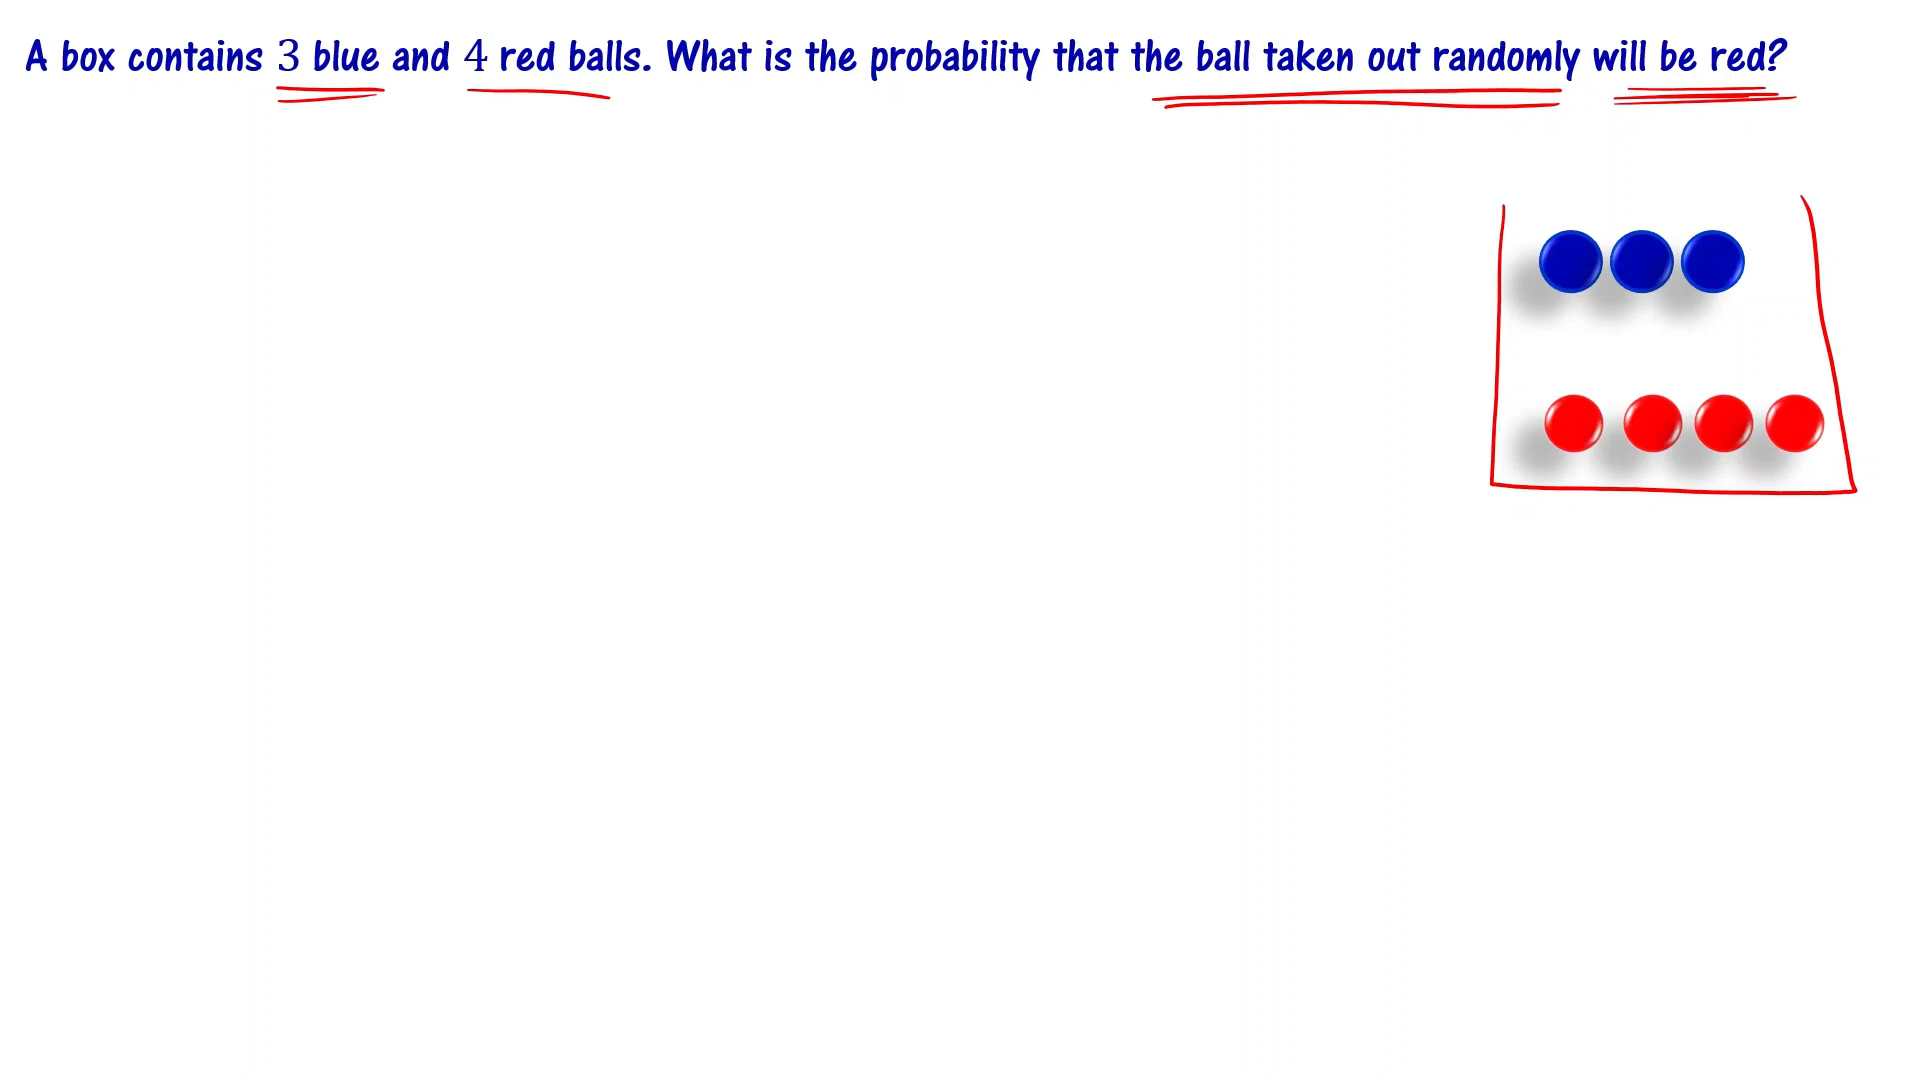 A box contains 3 blue and 4 red balls. What is the probability that the ball taken out randomly will be red?